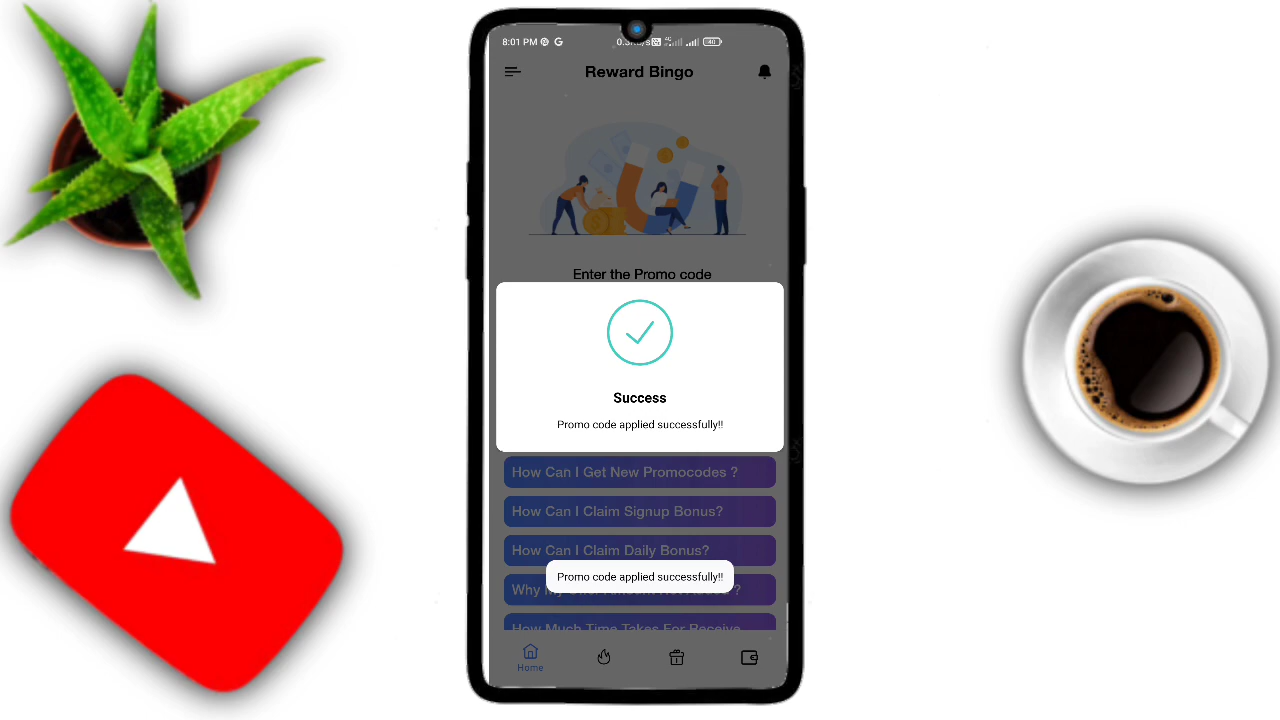 8:01 PM
Reward Bingo
Enter the Promo code
Success
Promo code applied successfully!!
How Can I Get New Promocodes ?
How Can I Claim Signup Bonus?
How Can I Claim Daily Bonus?
Promo code applied successfully!!
Why
?
How Much Time Takes For Receive
Home